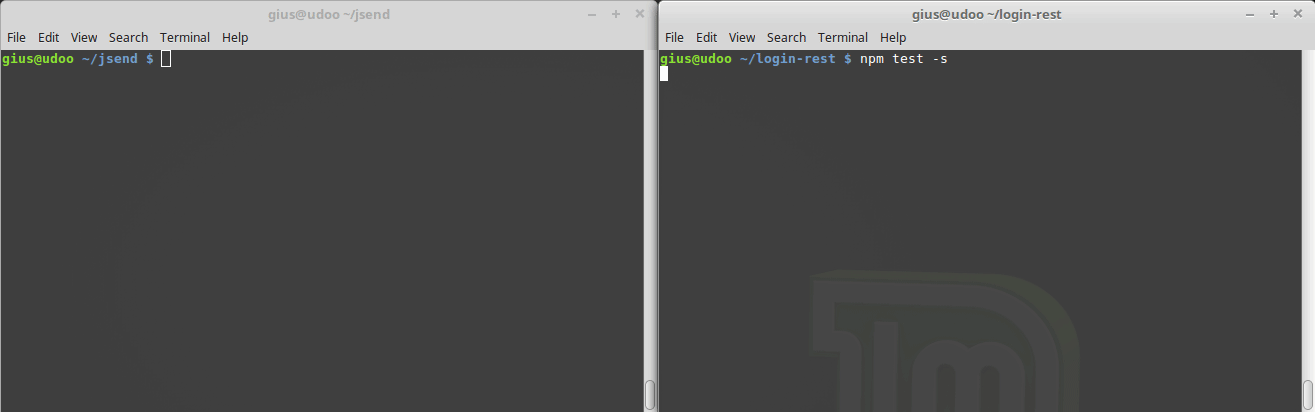 gius@udoo ~/jsend
File Edit View Search Terminal Help
gius@udoo ~/jsend $
gius@udoo ~/login-rest
File Edit View Search Terminal Help
gius@udoo ~/login-rest $ npm test -s